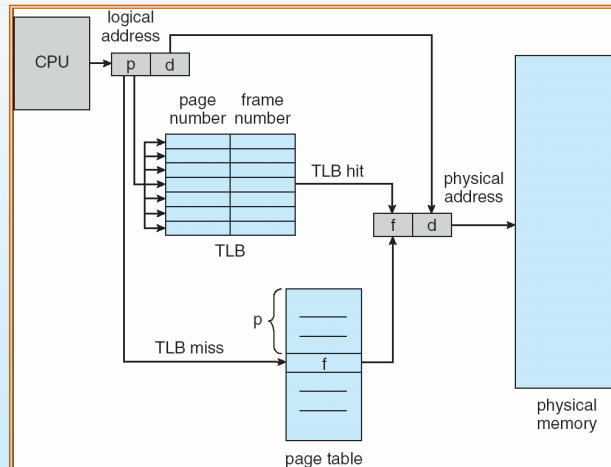 logical
address
CPU
p d
page
number
frame
number
TLB hit
physical
address
f d
TLB
p
TLB miss
f
physical
memory
page table